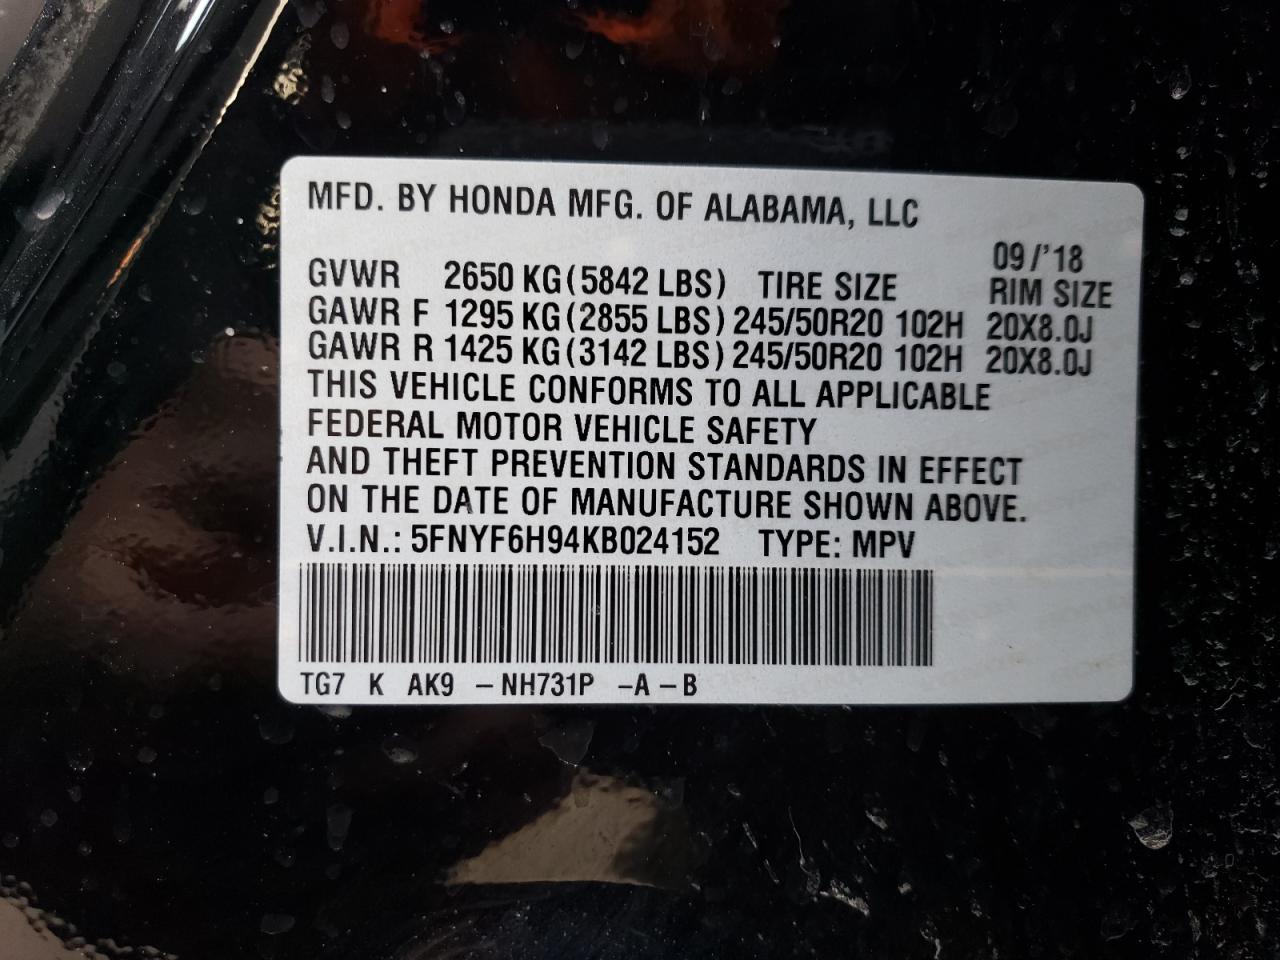 MFD. BY HONDA MFG. OF ALABAMA, LLC
09/'18
GVWR 2650 KG(5842 LBS) TIRE SIZE RIM SIZE
GAWR F 1295 KG(2855 LBS) 245/50R20 102H 20X8.0J
GAWR R 1425 KG(3142 LBS) 245/50R20 102H 20X8.0J
THIS VEHICLE CONFORMS TO ALL APPLICABLE
FEDERAL MOTOR VEHICLE SAFETY
AND THEFT PREVENTION STANDARDS IN EFFECT
ON THE DATE OF MANUFACTURE SHOWN ABOVE.
V.I.N.: 5FNYF6H94KB024152 TYPE: MPV
TG7 K AK9 -NH731P -A-B